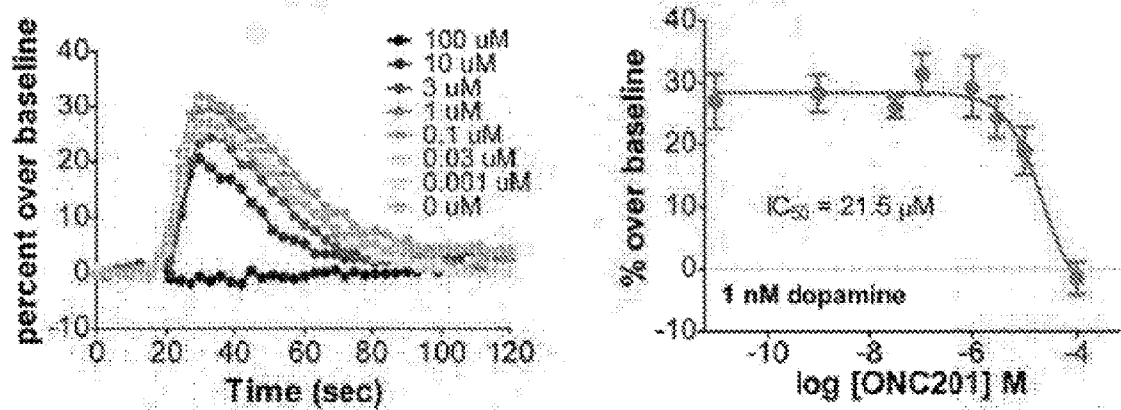 percent over baseline
40
30
20
10
0
-10
0 20 40 60 80 100 120
Time (sec)
100 uM
10 uM
3 uM
1 uM
0.1 uM
0.03 uM
0.001 uM
0 uM
% over baseline
40
30
20
10
0
-10
IC50 = 21.5 µM
1 nM dopamine
-10 -8 -6 -4
log [ONC201] M